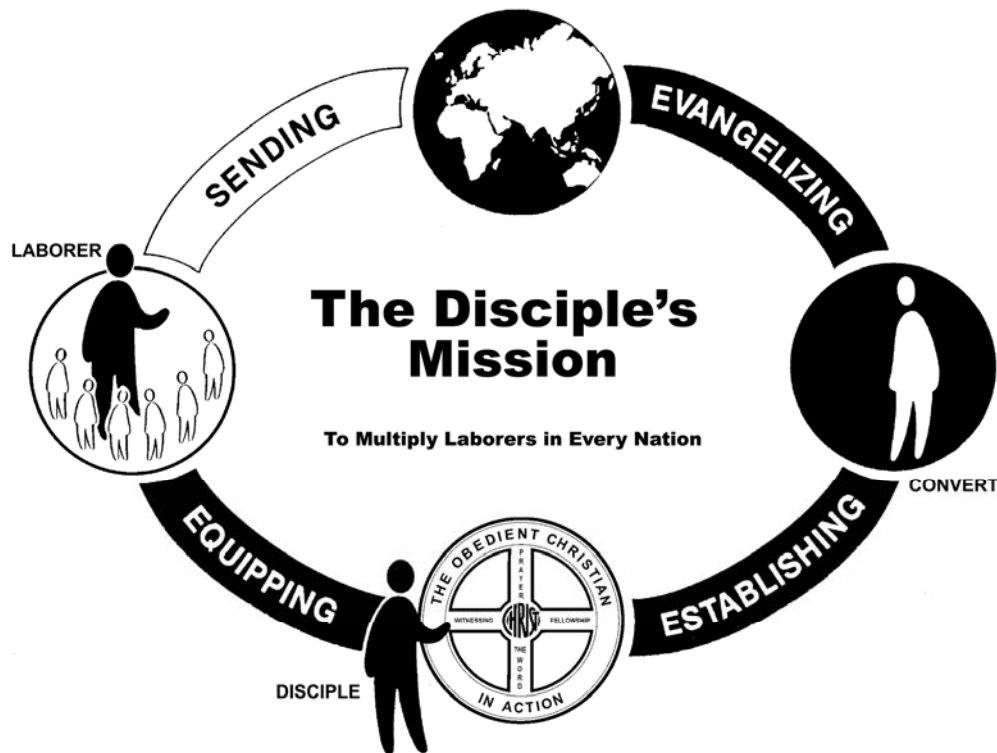 SENDING
EVANGELIZING
LABORER
The Disciple's
Mission
To Multiply Laborers in Every Nation
CONVERT
EQUIPPING
ESTABLISHING
DISCIPLE
THE OBEDIENT CHRISTIAN
PRAYER
WITNESSING
CHRIST
FELLOWSHIP
THE WORD
IN ACTION